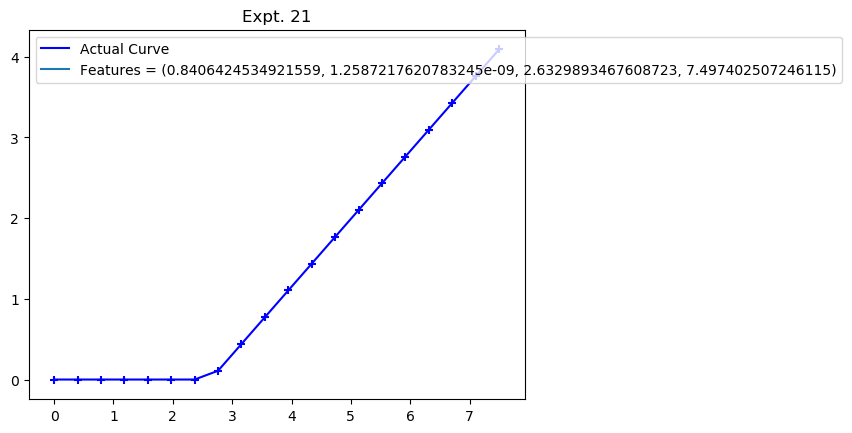 Expt. 21
Actual Curve
Features = (0.8406424534921559, 1.2587217620783245e-09, 2.6329893467608723, 7.497402507246115)
4
3
2
1
0
0 1 2 3 4 5 6 7